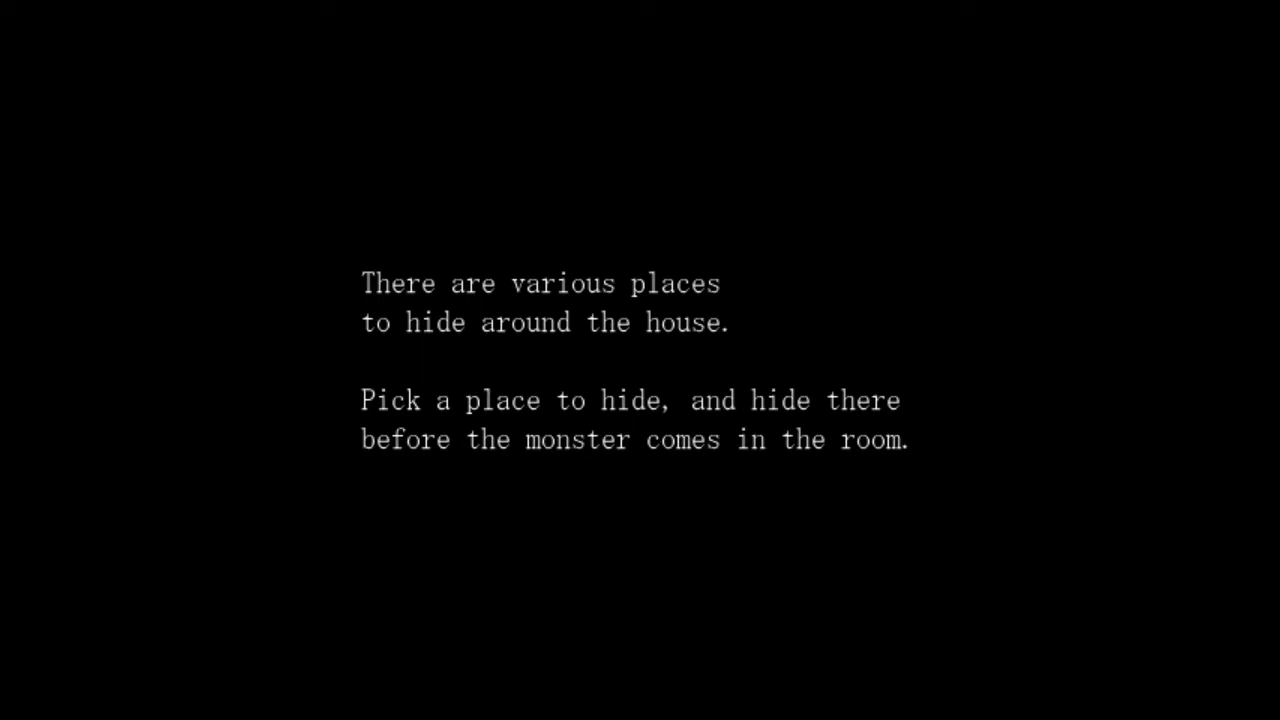 There are various places
to hide around the house.
Pick a place to hide, and hide there
before the monster comes in the room.